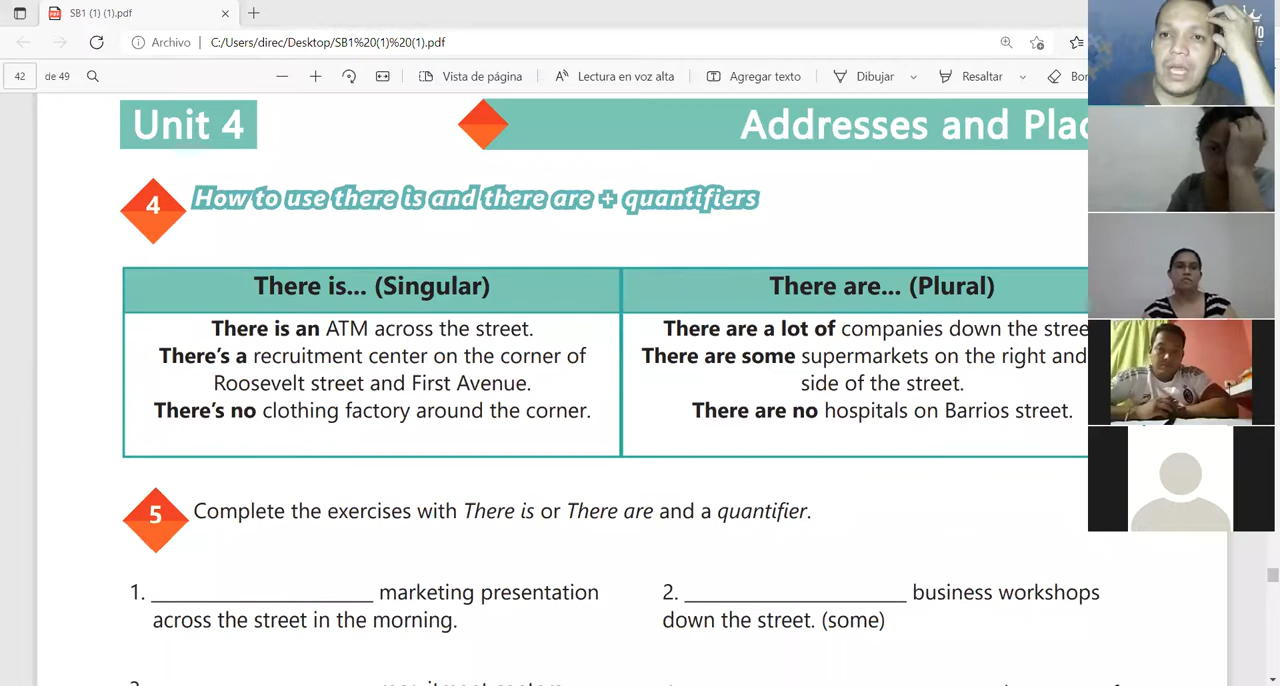 SB1 (1) (1).pdf
Archivo C:/Users/direc/Desktop/SB1%20(1)%20(1).pdf
42 de 49 Vista de página Lectura en voz alta Agregar texto Dibujar Resaltar
Unit 4
Addresses and
4 How to use there is and there are + quantifiers
There is... (Singular)
There are... (Plural)
There is an ATM across the street.
There's a recruitment center on the corner of
Roosevelt street and First Avenue.
There's no clothing factory around the corner.
There are a lot of companies down the
There are some supermarkets on the right and
side of the street.
There are no hospitals on Barrios street.
5 Complete the exercises with There is or There are and a quantifier.
1. ____________________ marketing presentation
across the street in the morning.
2. ____________________ business workshops
down the street. (some)